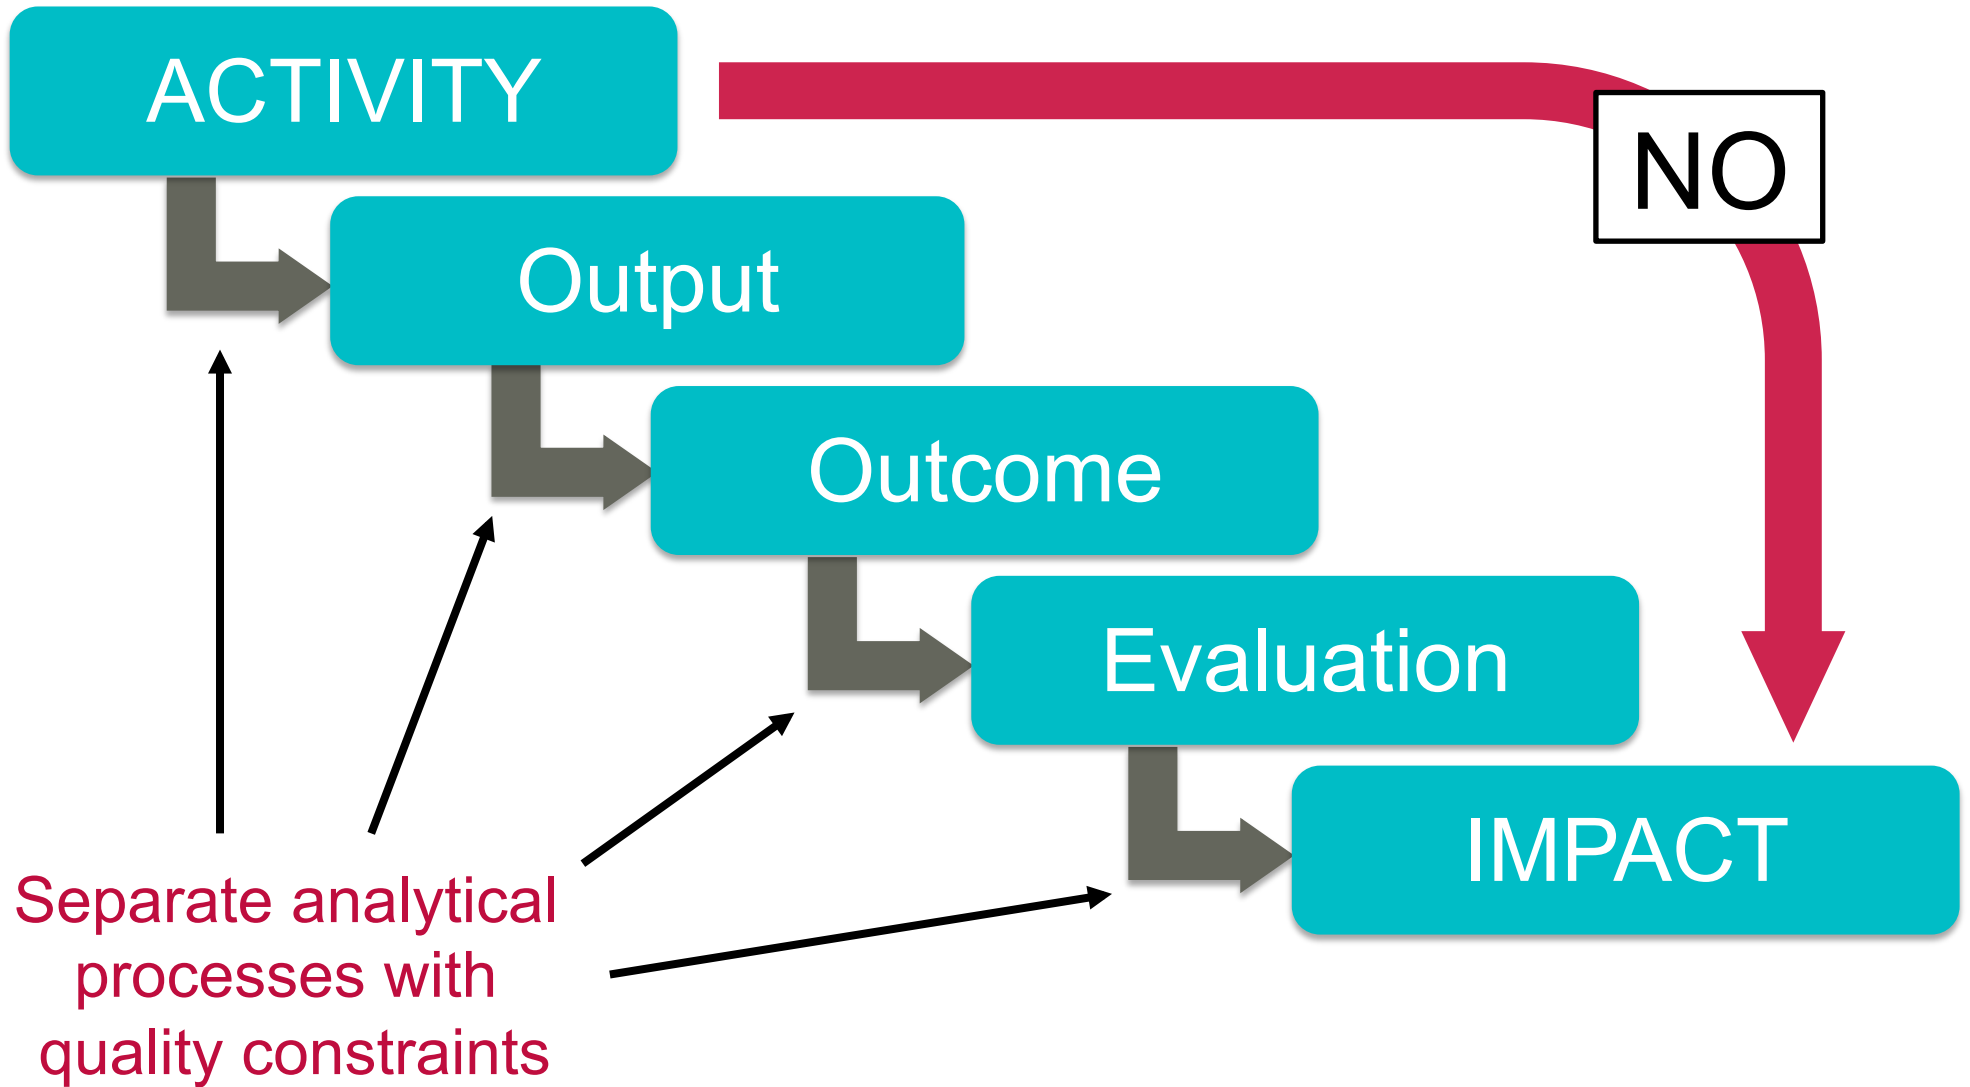 ACTIVITY
NO
Output
Outcome
Evaluation
IMPACT
Separate analytical
processes with
quality constraints